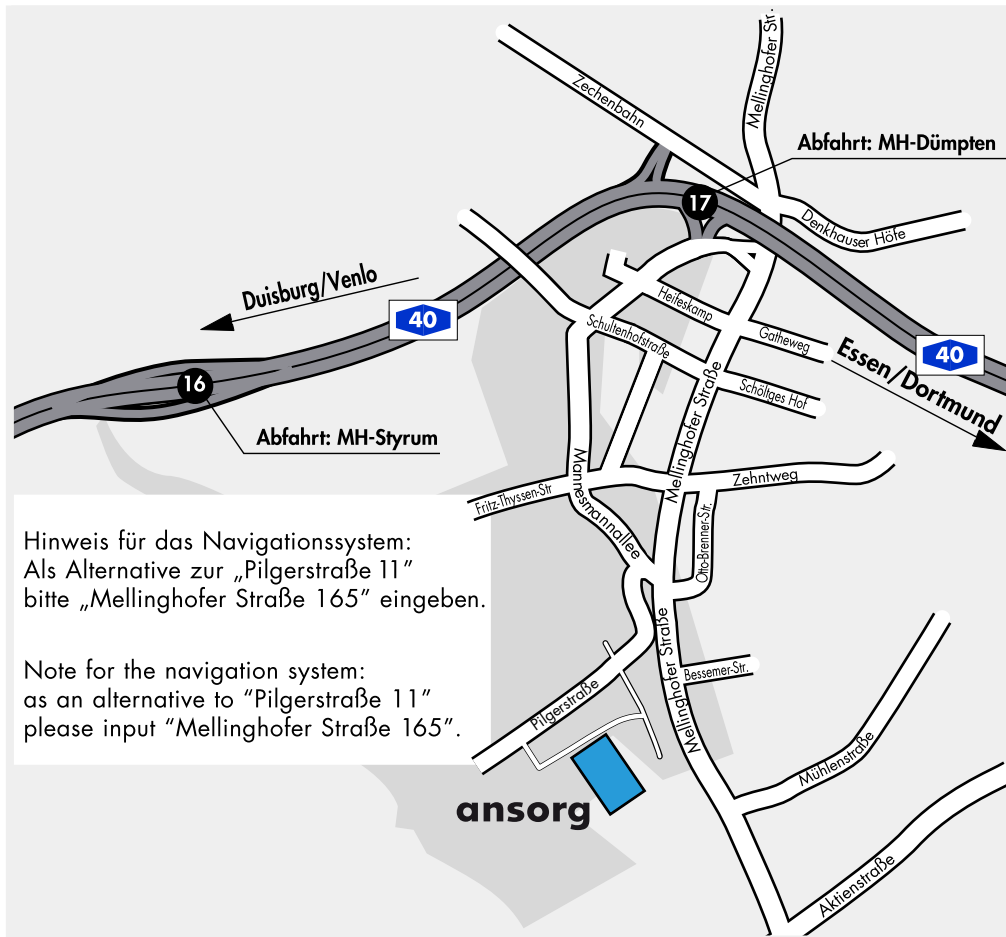 Mellinghofer Str.
Zechenbahn
Abfahrt: MH-Dümpten
17
Denkhauser Höfe
Duisburg/Venlo
40
Heifeskamp
Schultenhofstraße
Gatheweg
Essen/Dortmund
40
16
Abfahrt: MH-Styrum
Schöltges Hof
Mellinghofer Straße
Zehntweg
Fritz-Thyssen-Str
Mannesmannallee
Otto-Brenner-Str.
Hinweis für das Navigationssystem:
Als Alternative zur „Pilgerstraße 11”
bitte „Mellinghofer Straße 165” eingeben.
Note for the navigation system:
as an alternative to “Pilgerstraße 11”
please input “Mellinghofer Straße 165”.
Mellinghofer Straße
Bessemer-Str.
Pilgerstraße
Mühlenstraße
ansorg
Aktienstraße